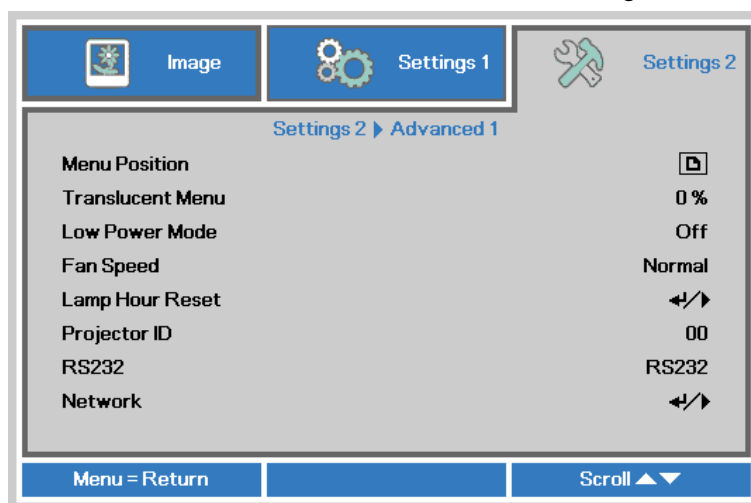 Image Settings 1 Settings 2
Settings 2 Advanced 1
Menu Position
Translucent Menu 0 %
Low Power Mode Off
Fan Speed Normal
Lamp Hour Reset
Projector ID 00
RS232 RS232
Network
Menu = Return Scroll